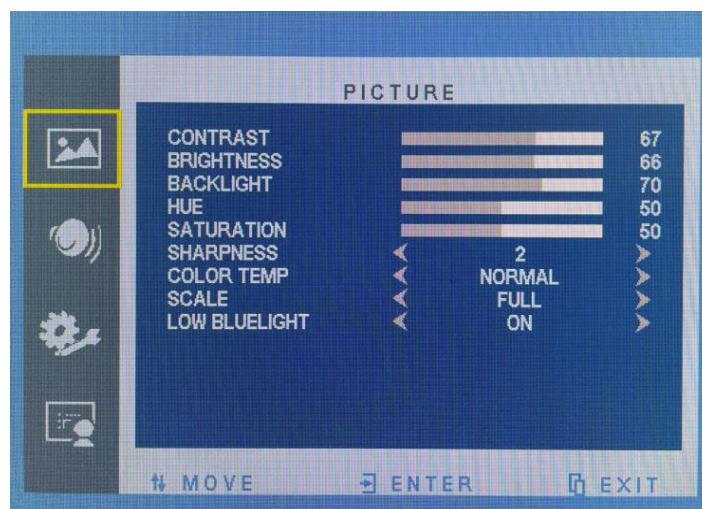 PICTURE
CONTRAST 67
BRIGHTNESS 66
BACKLIGHT 70
HUE 50
SATURATION 50
SHARPNESS 2
COLOR TEMP NORMAL
SCALE FULL
LOW BLUELIGHT ON
MOVE ENTER EXIT